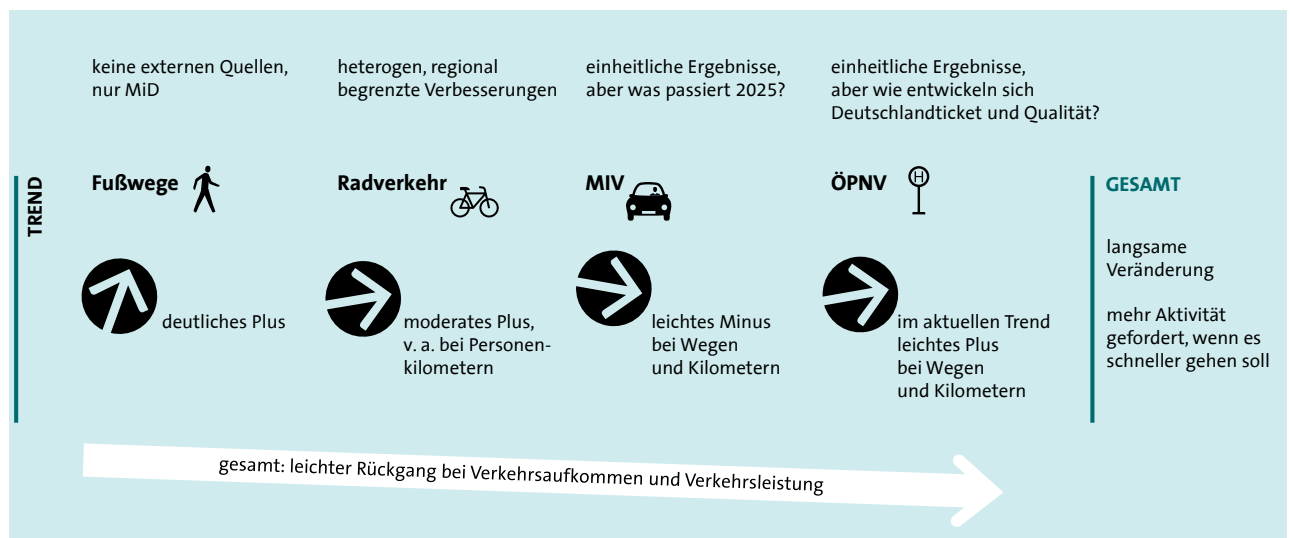 keine externen Quellen,
nur MiD
heterogen, regional
begrenzte Verbesserungen
einheitliche Ergebnisse,
aber was passiert 2025?
einheitliche Ergebnisse,
aber wie entwickeln sich
Deutschlandticket und Qualität?
TREND
Fußwege
Radverkehr
MIV
ÖPNV
H
GESAMT
deutliches Plus
moderates Plus,
v. a. bei Personen-
kilometern
leichtes Minus
bei Wegen
und Kilometern
im aktuellen Trend
leichtes Plus
bei Wegen
und Kilometern
langsame
Veränderung
mehr Aktivität
gefordert, wenn es
schneller gehen soll
gesamt: leichter Rückgang bei Verkehrsaufkommen und Verkehrsleistung